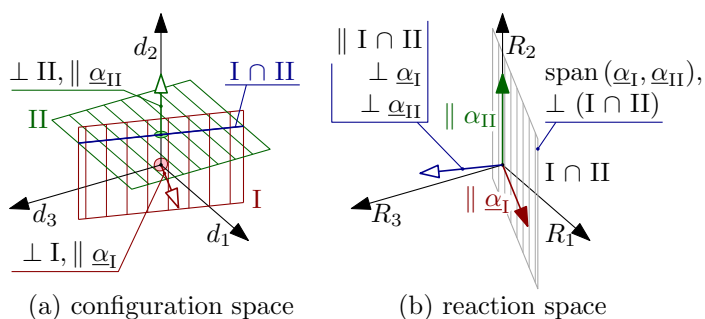 d₂
⊥ II, ∥ α_II
I ∩ II
II
I
d₃
d₁
⊥ I, ∥ α_I
(a) configuration space
∥ I ∩ II
⊥ α_I
⊥ α_II
R₂
span (α_I, α_II),
⊥ (I ∩ II)
∥ α_II
I ∩ II
R₃
∥ α_I
R₁
(b) reaction space